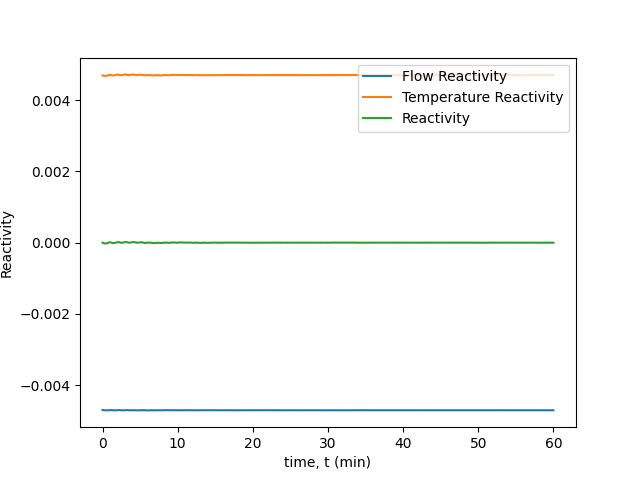 Flow Reactivity
Temperature Reactivity
Reactivity
0.004
0.002
0.000
−0.002
−0.004
Reactivity
0 10 20 30 40 50 60
time, t (min)